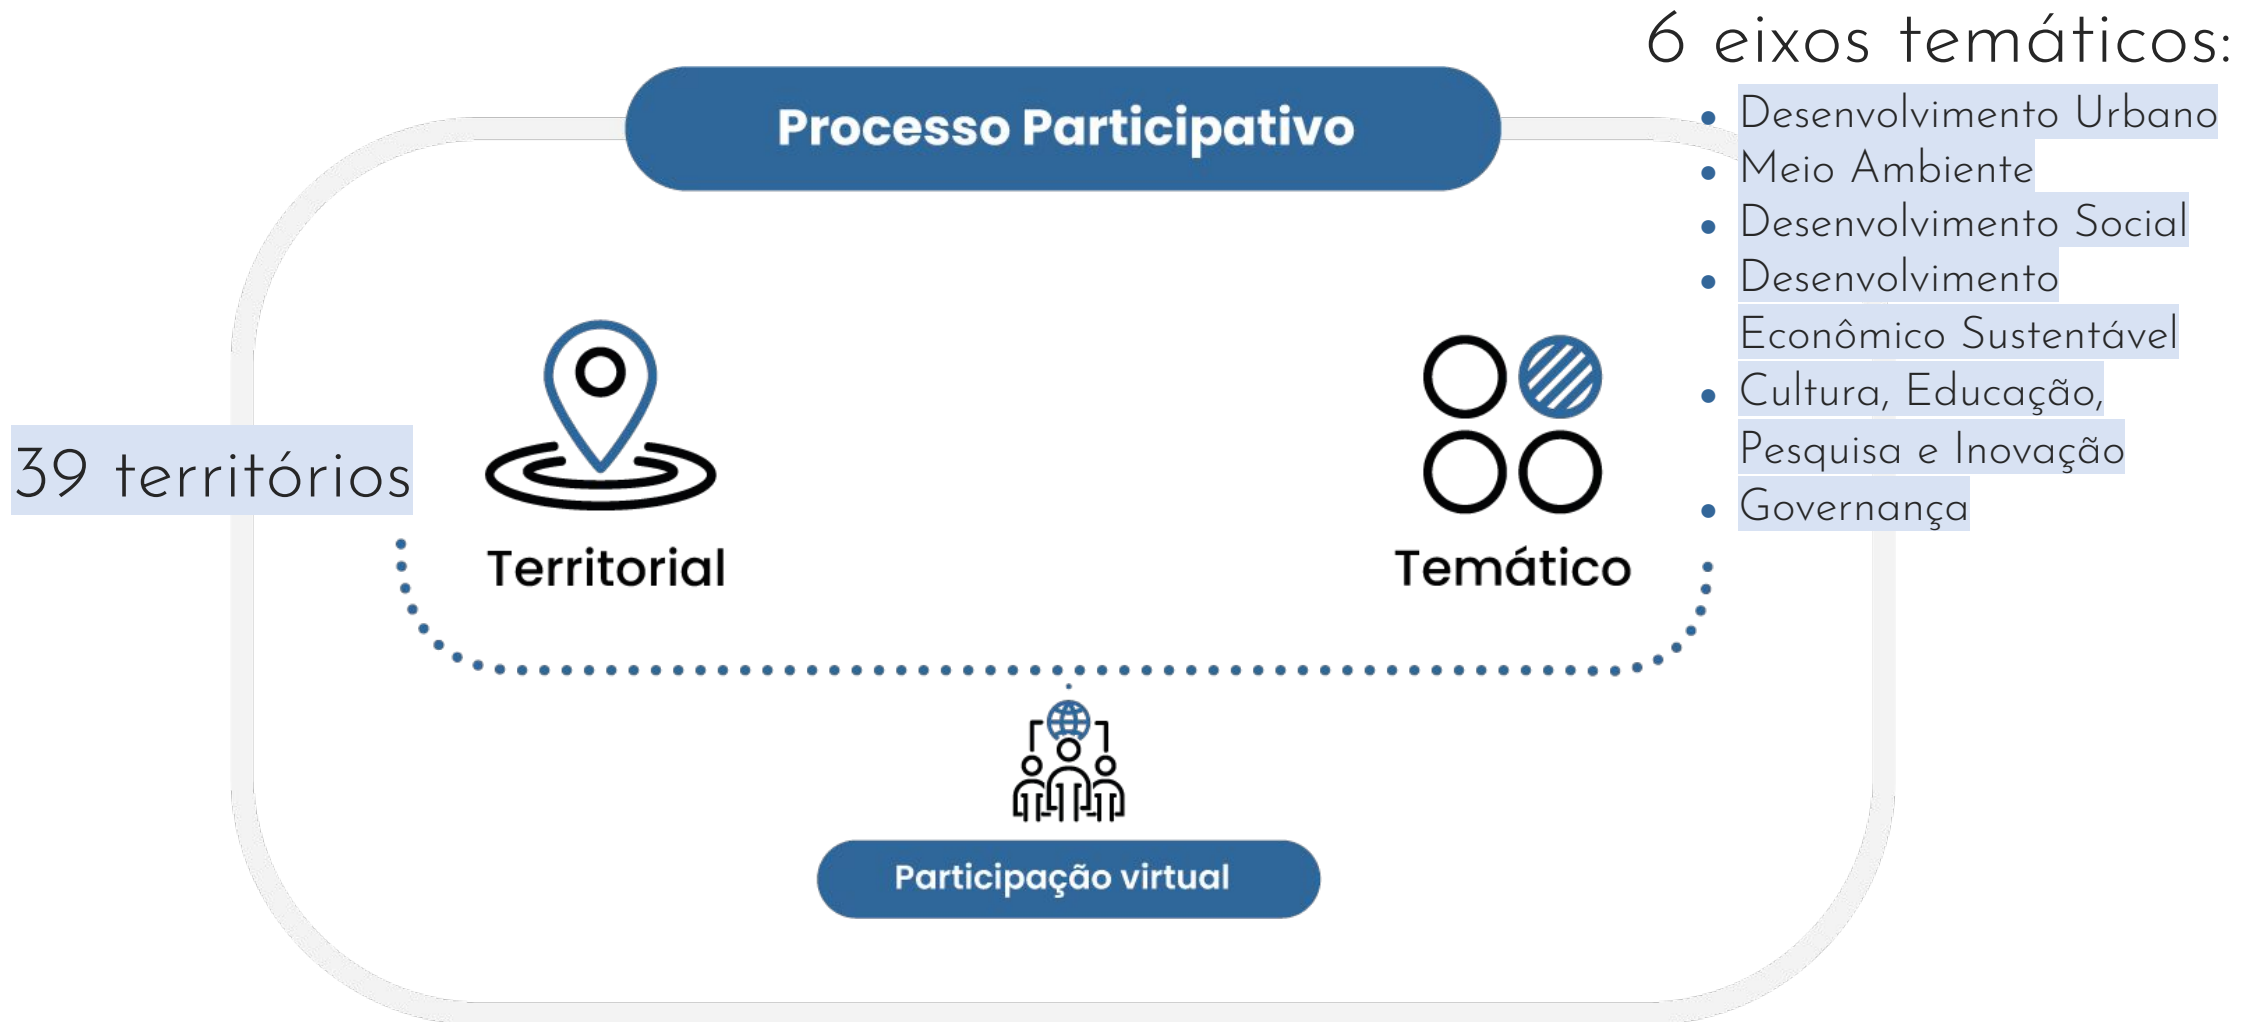 6 eixos temáticos:
Processo Participativo
• Desenvolvimento Urbano
• Meio Ambiente
• Desenvolvimento Social
• Desenvolvimento
Econômico Sustentável
• Cultura, Educação,
Pesquisa e Inovação
• Governança
39 territórios
Territorial
Temático
Participação virtual